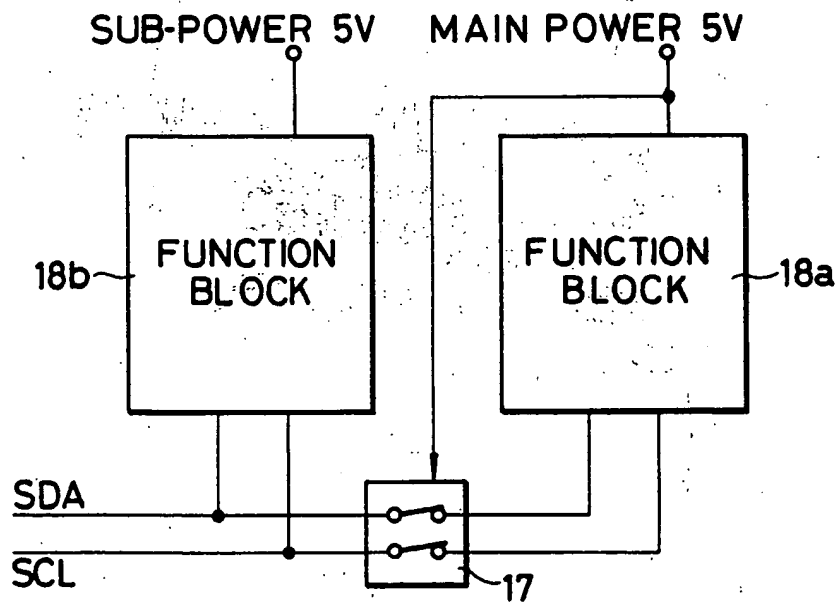 SUB-POWER 5V MAIN POWER 5V
FUNCTION
BLOCK
18b
FUNCTION
BLOCK
18a
SDA
SCL
17